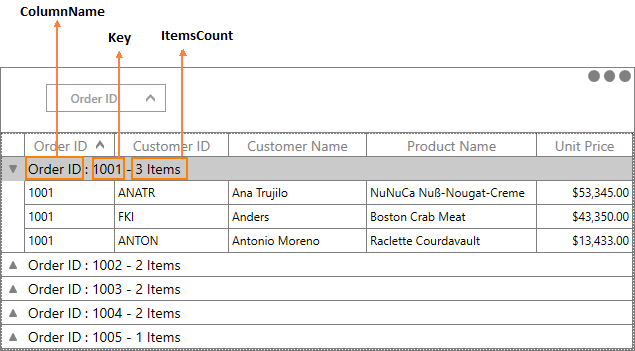 ColumnName
Key ItemsCount
Order ID
Order ID Customer ID Customer Name Product Name Unit Price
Order ID : 1001 - 3 Items
1001 ANATR Ana Trujilo NuNuCa Nuß-Nougat-Creme $53,345.00
1001 FKI Anders Boston Crab Meat $43,350.00
1001 ANTON Antonio Moreno Raclette Courdavault $13,433.00
Order ID : 1002 - 2 Items
Order ID : 1003 - 2 Items
Order ID : 1004 - 2 Items
Order ID : 1005 - 1 Items